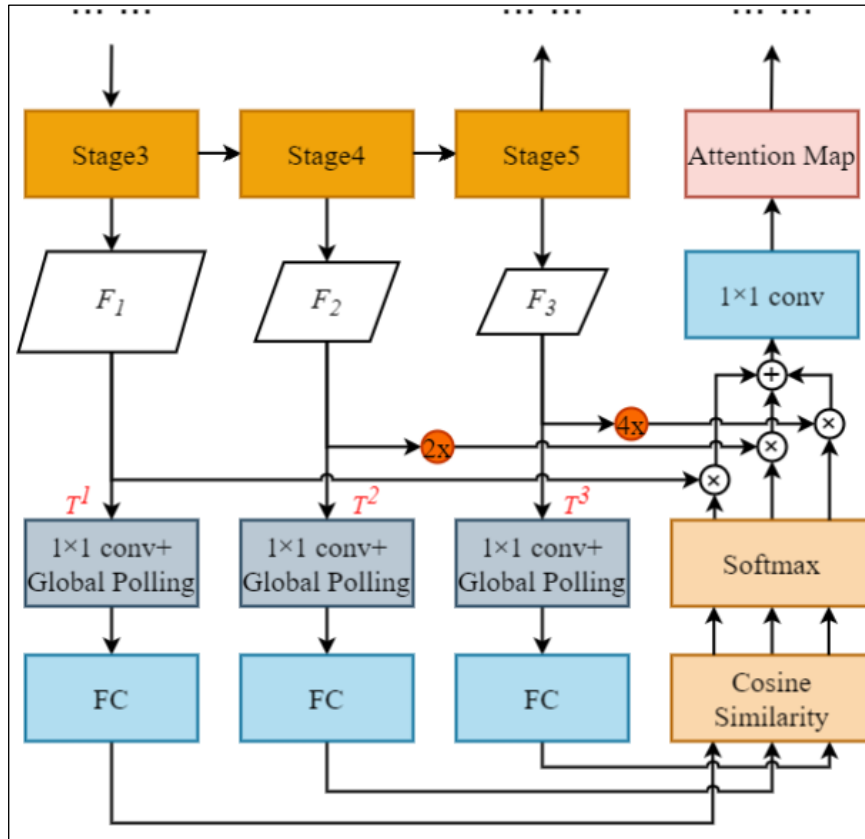 ... ... ... ... ... ...
Stage3 Stage4 Stage5 Attention Map
F1 F2 F3 1×1 conv
+
4x ×
2x ×
×
T1 T2 T3
1×1 conv+ 1×1 conv+ 1×1 conv+ Softmax
Global Polling Global Polling Global Polling
FC FC FC Cosine
Similarity